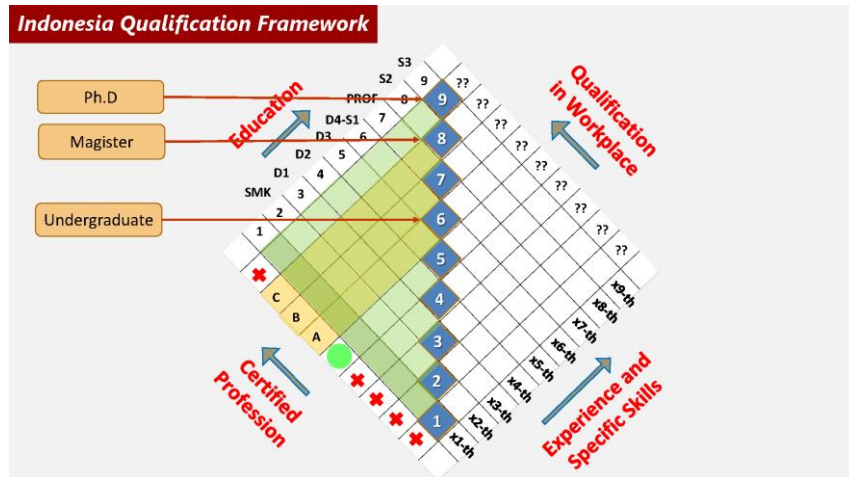 Indonesia Qualification Framework
Ph.D
Magister
Undergraduate
Education
Qualification
in Workplace
S3
S2
PROF
D4-S1
D3
D2
D1
SMK
9
8
7
6
5
4
3
2
1
??
??
??
??
??
??
??
??
??
9
8
7
6
5
4
3
2
1
C
B
A
Certified
Profession
x9-th
x8-th
x7-th
x6-th
x5-th
x4-th
x3-th
x2-th
x1-th
Experience and
Specific Skills